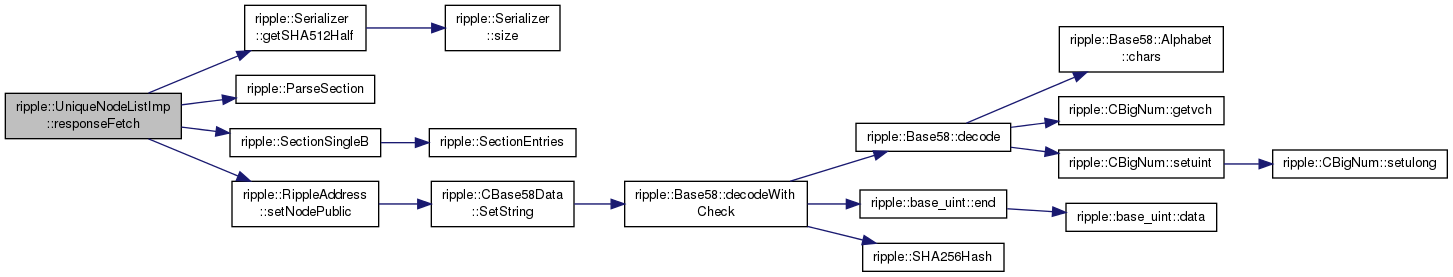 ripple::UniqueNodeListImp
::responseFetch
ripple::Serializer
::getSHA512Half
ripple::Serializer
::size
ripple::ParseSection
ripple::SectionSingleB
ripple::SectionEntries
ripple::RippleAddress
::setNodePublic
ripple::CBase58Data
::SetString
ripple::Base58::decodeWith
Check
ripple::Base58::decode
ripple::Base58::Alphabet
::chars
ripple::CBigNum::getvch
ripple::CBigNum::setuint
ripple::CBigNum::setulong
ripple::base_uint::end
ripple::base_uint::data
ripple::SHA256Hash